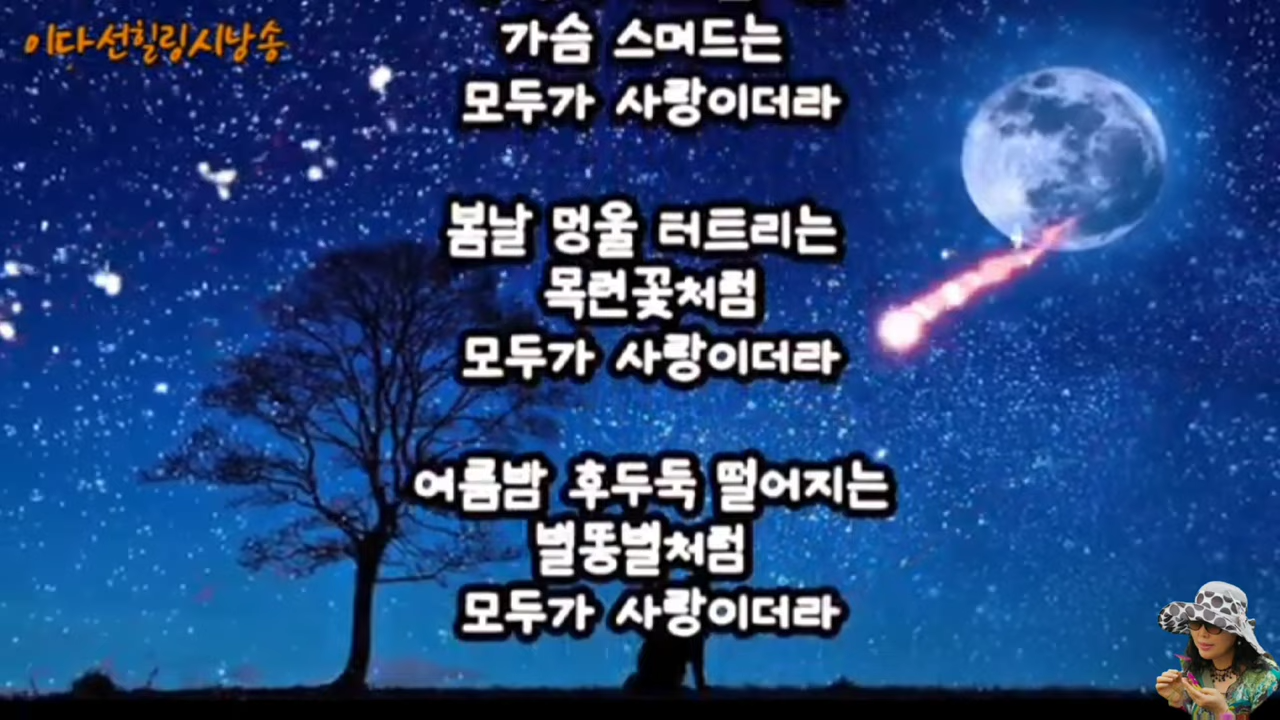 이다선힐링시낭송
가슴 스며드는
모두가 사랑이더라
봄날 멍울 터트리는
목련꽃처럼
모두가 사랑이더라
여름밤 후두둑 떨어지는
별똥별처럼
모두가 사랑이더라